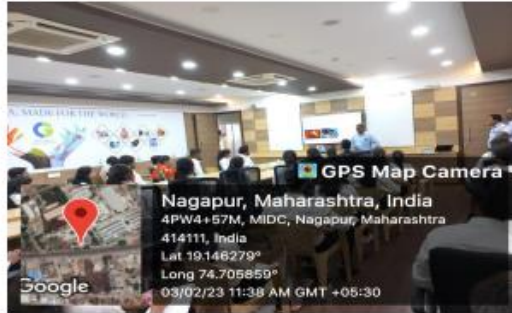 MADE FOR THE WORLD
GPS Map Camera
Nagapur, Maharashtra, India
4PW4+57M, MIDC, Nagapur, Maharashtra
414111, India
Lat 19.146279°
Long 74.705859°
03/02/23 11:38 AM GMT +05:30
Google